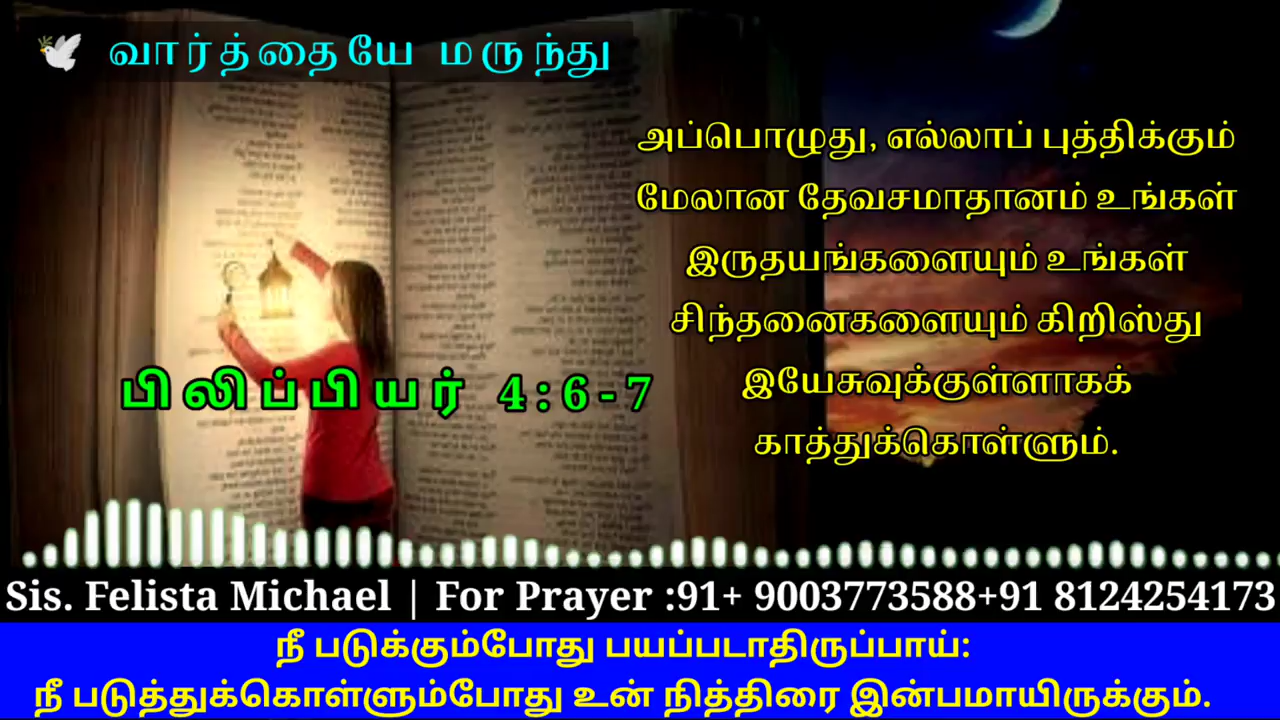 வார்த்தையே மருந்து
அப்பொழுது, எல்லாப் புத்திக்கும்
மேலான தேவசமாதானம் உங்கள்
இருதயங்களையும் உங்கள்
சிந்தனைகளையும் கிறிஸ்து
இயேசுவுக்குள்ளாகக்
காத்துக்கொள்ளும்.
பிலிப்பியர் 4:6-7
Sis. Felista Michael | For Prayer :91+ 9003773588+91 8124254173
நீ படுக்கும்போது பயப்படாதிருப்பாய்:
நீ படுத்துக்கொள்ளும்போது உன் நித்திரை இன்பமாயிருக்கும்.